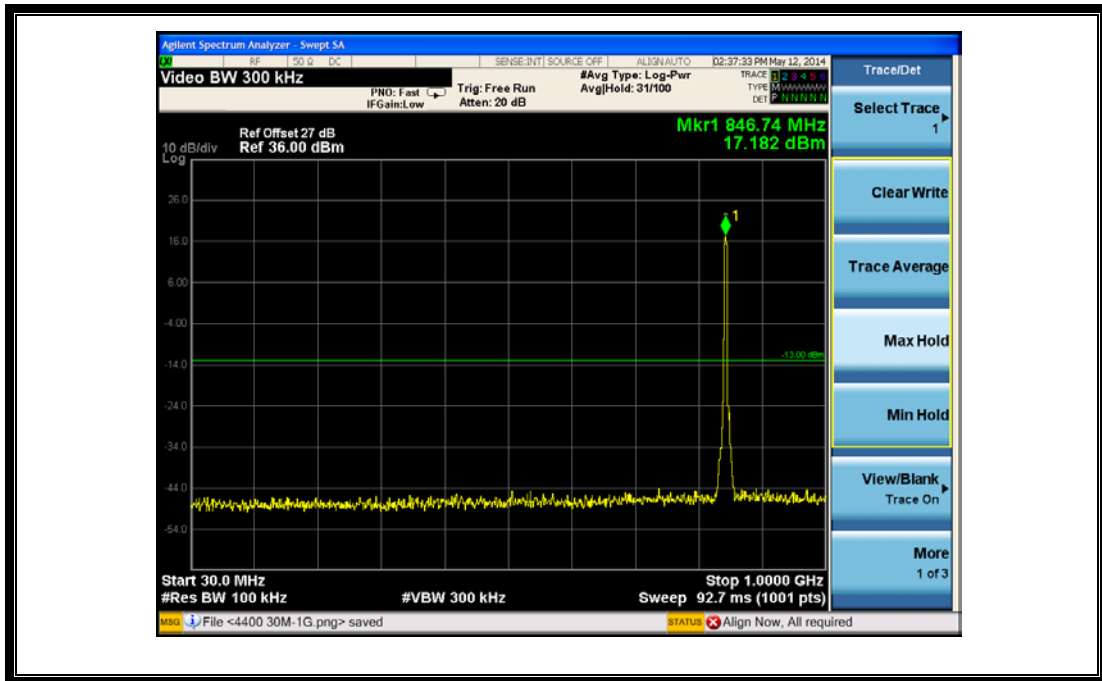 Agilent Spectrum Analyzer - Swept SA
LXI RF 50 Ω DC SENSE:INT SOURCE OFF ALIGNAUTO 02:37:33 PM May 12, 2014
Video BW 300 kHz
PNO: Fast
IFGain:Low
Trig: Free Run
Atten: 20 dB
#Avg Type: Log-Pwr
Avg|Hold: 31/100
TRACE 1 2 3 4 5 6
TYPE MWWWWW
DET P N N N N N
Mkr1 846.74 MHz
17.182 dBm
Ref Offset 27 dB
10 dB/div Ref 36.00 dBm
Log
26.0
16.0
6.00
-4.00
-14.0
-24.0
-34.0
-44.0
-54.0
1
-13.00 dBm
Start 30.0 MHz Stop 1.0000 GHz
#Res BW 100 kHz #VBW 300 kHz Sweep 92.7 ms (1001 pts)
MSG File <4400 30M-1G.png> saved STATUS Align Now, All required
Trace/Det
Select Trace
1
Clear Write
Trace Average
Max Hold
Min Hold
View/Blank
Trace On
More
1 of 3